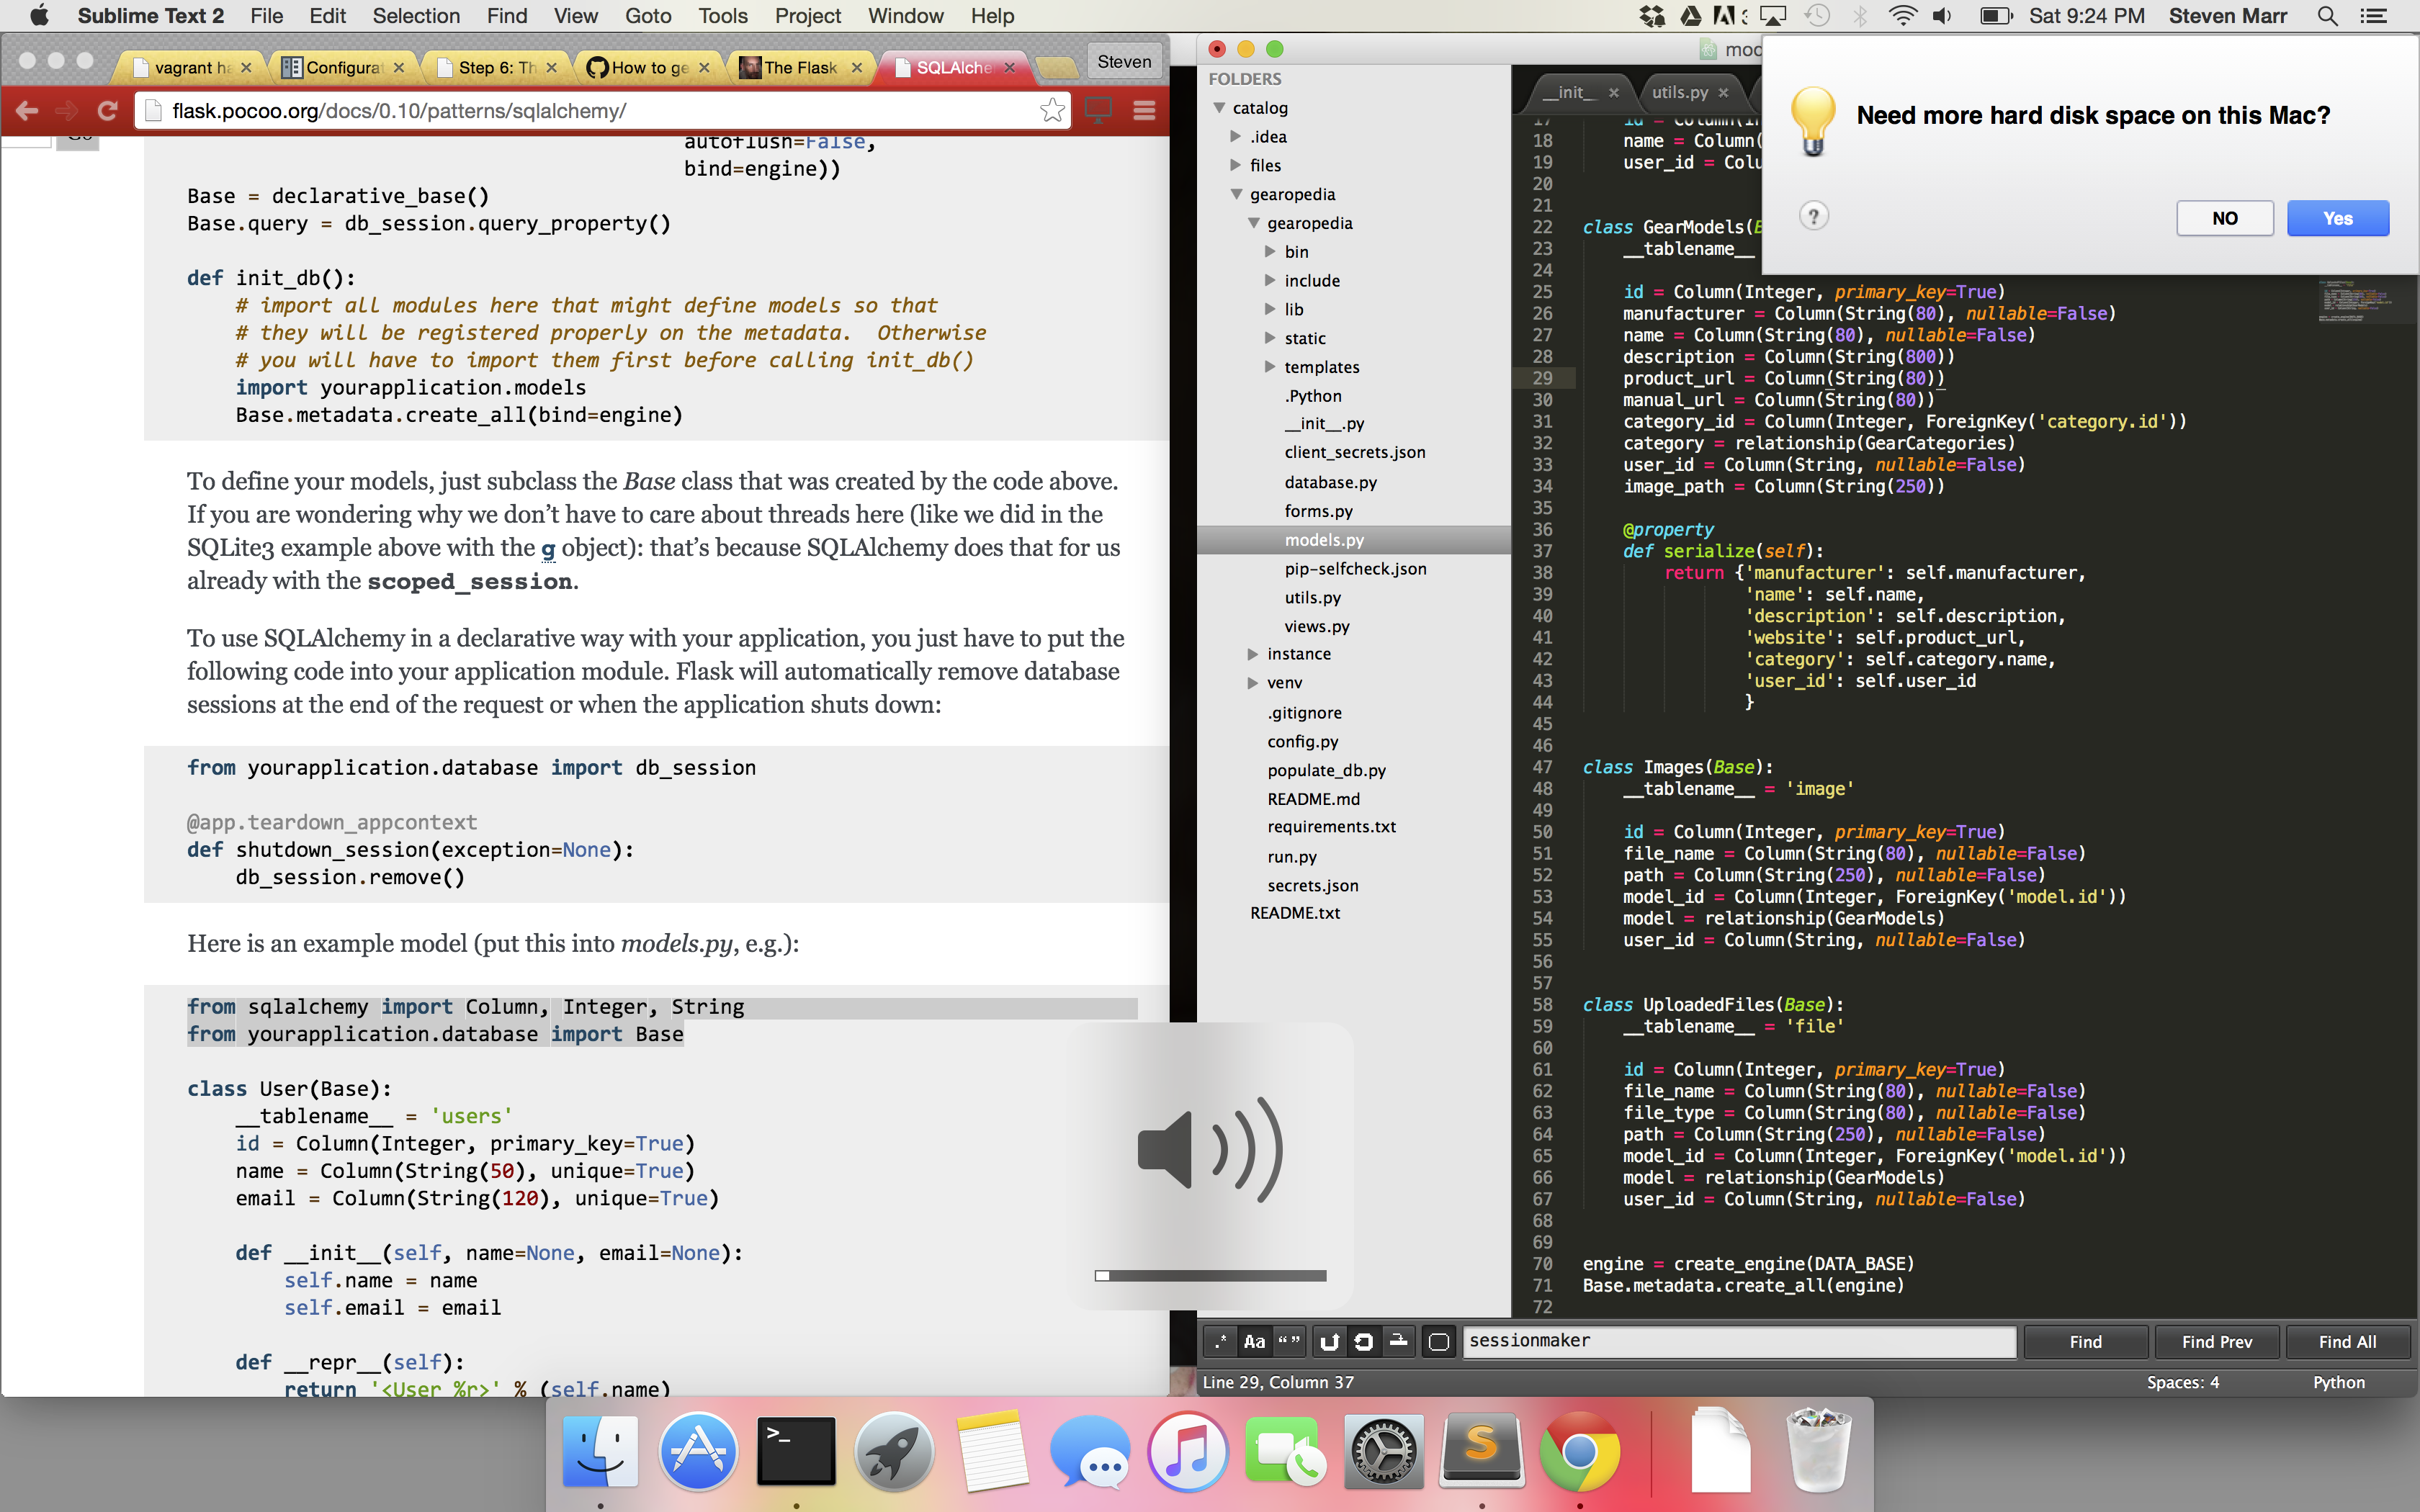 Sublime Text 2 File Edit Selection Find View Goto Tools Project Window Help
Sat 9:24 PM Steven Marr
vagrant ha
Configurat
Step 6: Th
How to ge
The Flask
SQLAlche
Steven
flask.pocoo.org/docs/0.10/patterns/sqlalchemy/
autoflush=False,
bind=engine))
Base = declarative_base()
Base.query = db_session.query_property()
def init_db():
# import all modules here that might define models so that
# they will be registered properly on the metadata. Otherwise
# you will have to import them first before calling init_db()
import yourapplication.models
Base.metadata.create_all(bind=engine)
To define your models, just subclass the Base class that was created by the code above.
If you are wondering why we don’t have to care about threads here (like we did in the
SQLite3 example above with the g object): that’s because SQLAlchemy does that for us
already with the scoped_session.
To use SQLAlchemy in a declarative way with your application, you just have to put the
following code into your application module. Flask will automatically remove database
sessions at the end of the request or when the application shuts down:
from yourapplication.database import db_session
@app.teardown_appcontext
def shutdown_session(exception=None):
db_session.remove()
Here is an example model (put this into models.py, e.g.):
from sqlalchemy import Column, Integer, String
from yourapplication.database import Base
class User(Base):
__tablename__ = 'users'
id = Column(Integer, primary_key=True)
name = Column(String(50), unique=True)
email = Column(String(120), unique=True)
def __init__(self, name=None, email=None):
self.name = name
self.email = email
def __repr__(self):
return '<User %r>' % (self.name)
FOLDERS
catalog
.idea
files
gearopedia
gearopedia
bin
include
lib
static
templates
.Python
__init__.py
client_secrets.json
database.py
forms.py
models.py
pip-selfcheck.json
utils.py
views.py
instance
venv
.gitignore
config.py
populate_db.py
README.md
requirements.txt
run.py
secrets.json
README.txt
moc
__init__
utils.py
17 id = Column(In
18 name = Column(
19 user_id = Colu
20
21
22 class GearModels(B
23 __tablename__
24
25 id = Column(Integer, primary_key=True)
26 manufacturer = Column(String(80), nullable=False)
27 name = Column(String(80), nullable=False)
28 description = Column(String(800))
29 product_url = Column(String(80))
30 manual_url = Column(String(80))
31 category_id = Column(Integer, ForeignKey('category.id'))
32 category = relationship(GearCategories)
33 user_id = Column(String, nullable=False)
34 image_path = Column(String(250))
35
36 @property
37 def serialize(self):
38 return {'manufacturer': self.manufacturer,
39 'name': self.name,
40 'description': self.description,
41 'website': self.product_url,
42 'category': self.category.name,
43 'user_id': self.user_id
44 }
45
46
47 class Images(Base):
48 __tablename__ = 'image'
49
50 id = Column(Integer, primary_key=True)
51 file_name = Column(String(80), nullable=False)
52 path = Column(String(250), nullable=False)
53 model_id = Column(Integer, ForeignKey('model.id'))
54 model = relationship(GearModels)
55 user_id = Column(String, nullable=False)
56
57
58 class UploadedFiles(Base):
59 __tablename__ = 'file'
60
61 id = Column(Integer, primary_key=True)
62 file_name = Column(String(80), nullable=False)
63 file_type = Column(String(80), nullable=False)
64 path = Column(String(250), nullable=False)
65 model_id = Column(Integer, ForeignKey('model.id'))
66 model = relationship(GearModels)
67 user_id = Column(String, nullable=False)
68
69
70 engine = create_engine(DATA_BASE)
71 Base.metadata.create_all(engine)
72
Need more hard disk space on this Mac?
?
NO
Yes
.* Aa “ ” sessionmaker Find Find Prev Find All
Line 29, Column 37 Spaces: 4 Python